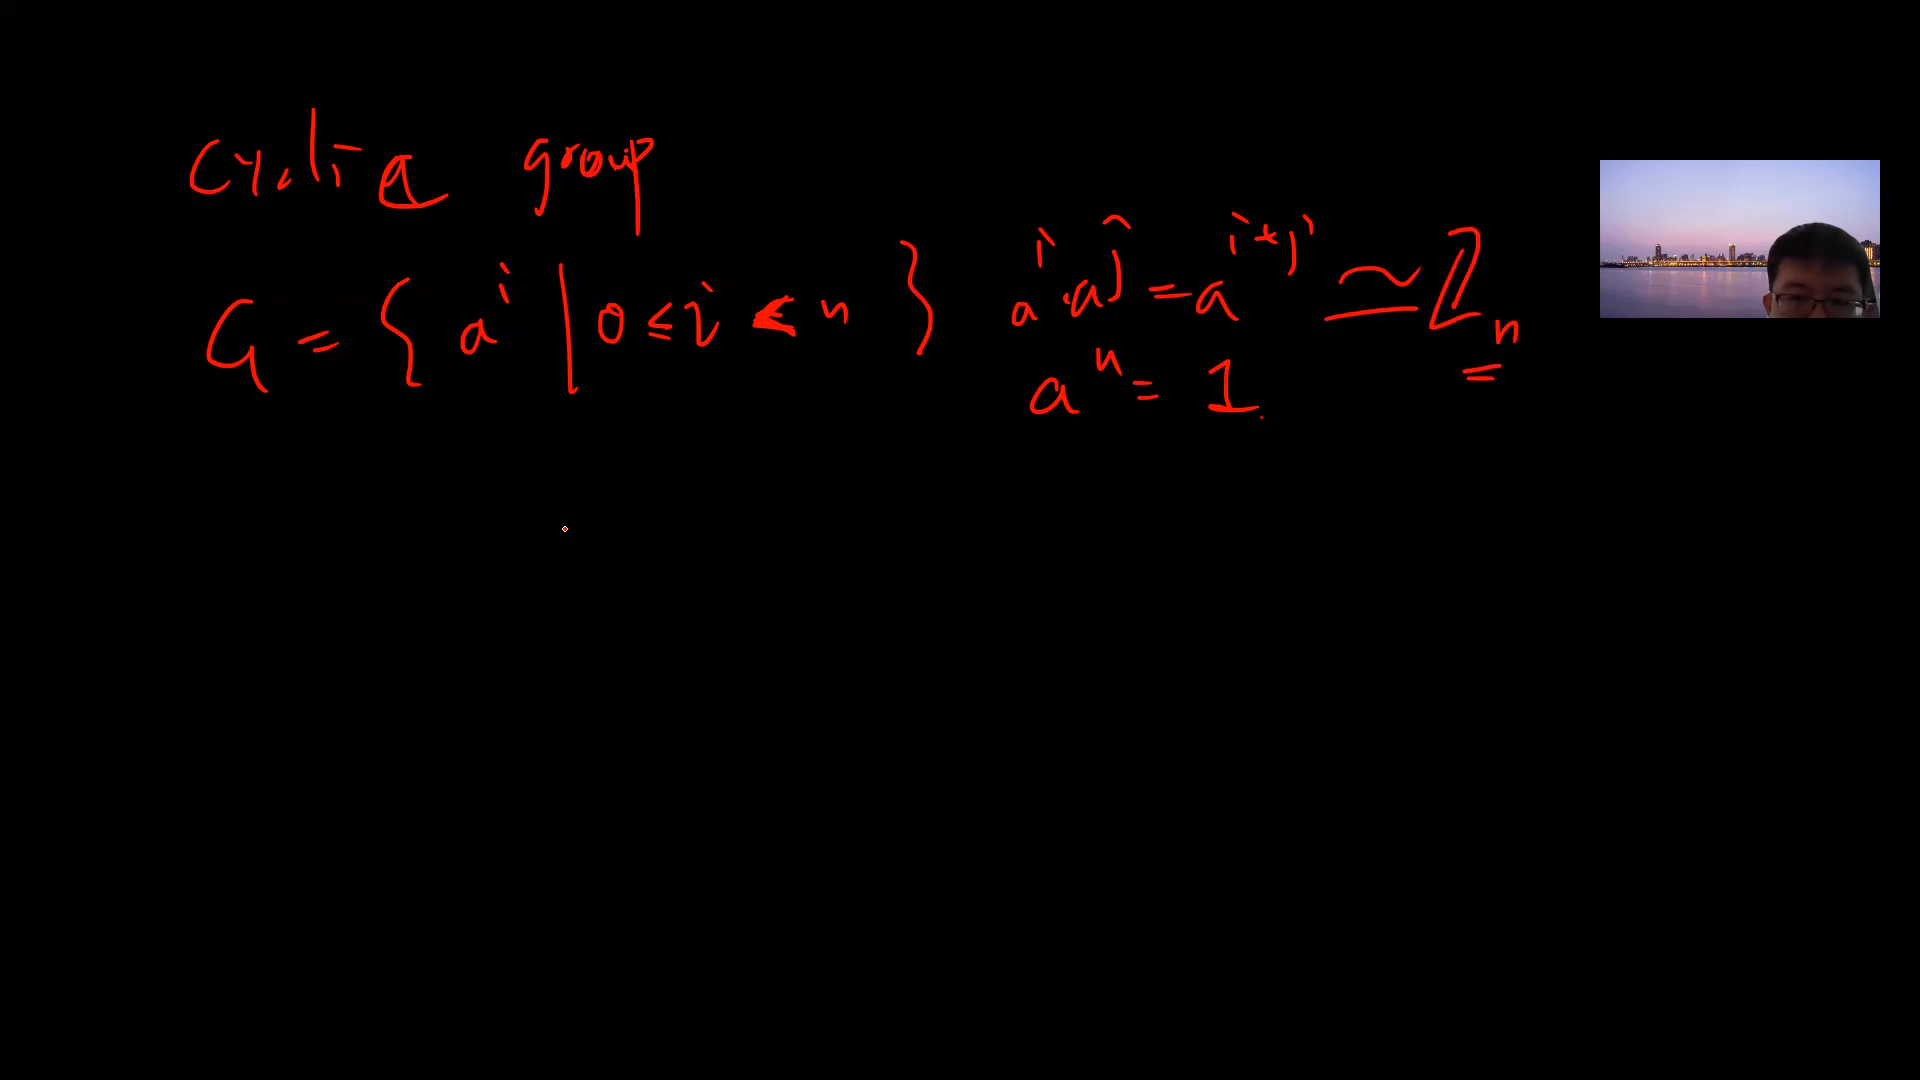 cyclic group
G = { a^i | 0 ≤ i < n } a^i · a^j = a^{i+j} ≃ ℤ_n
a^n = 1.